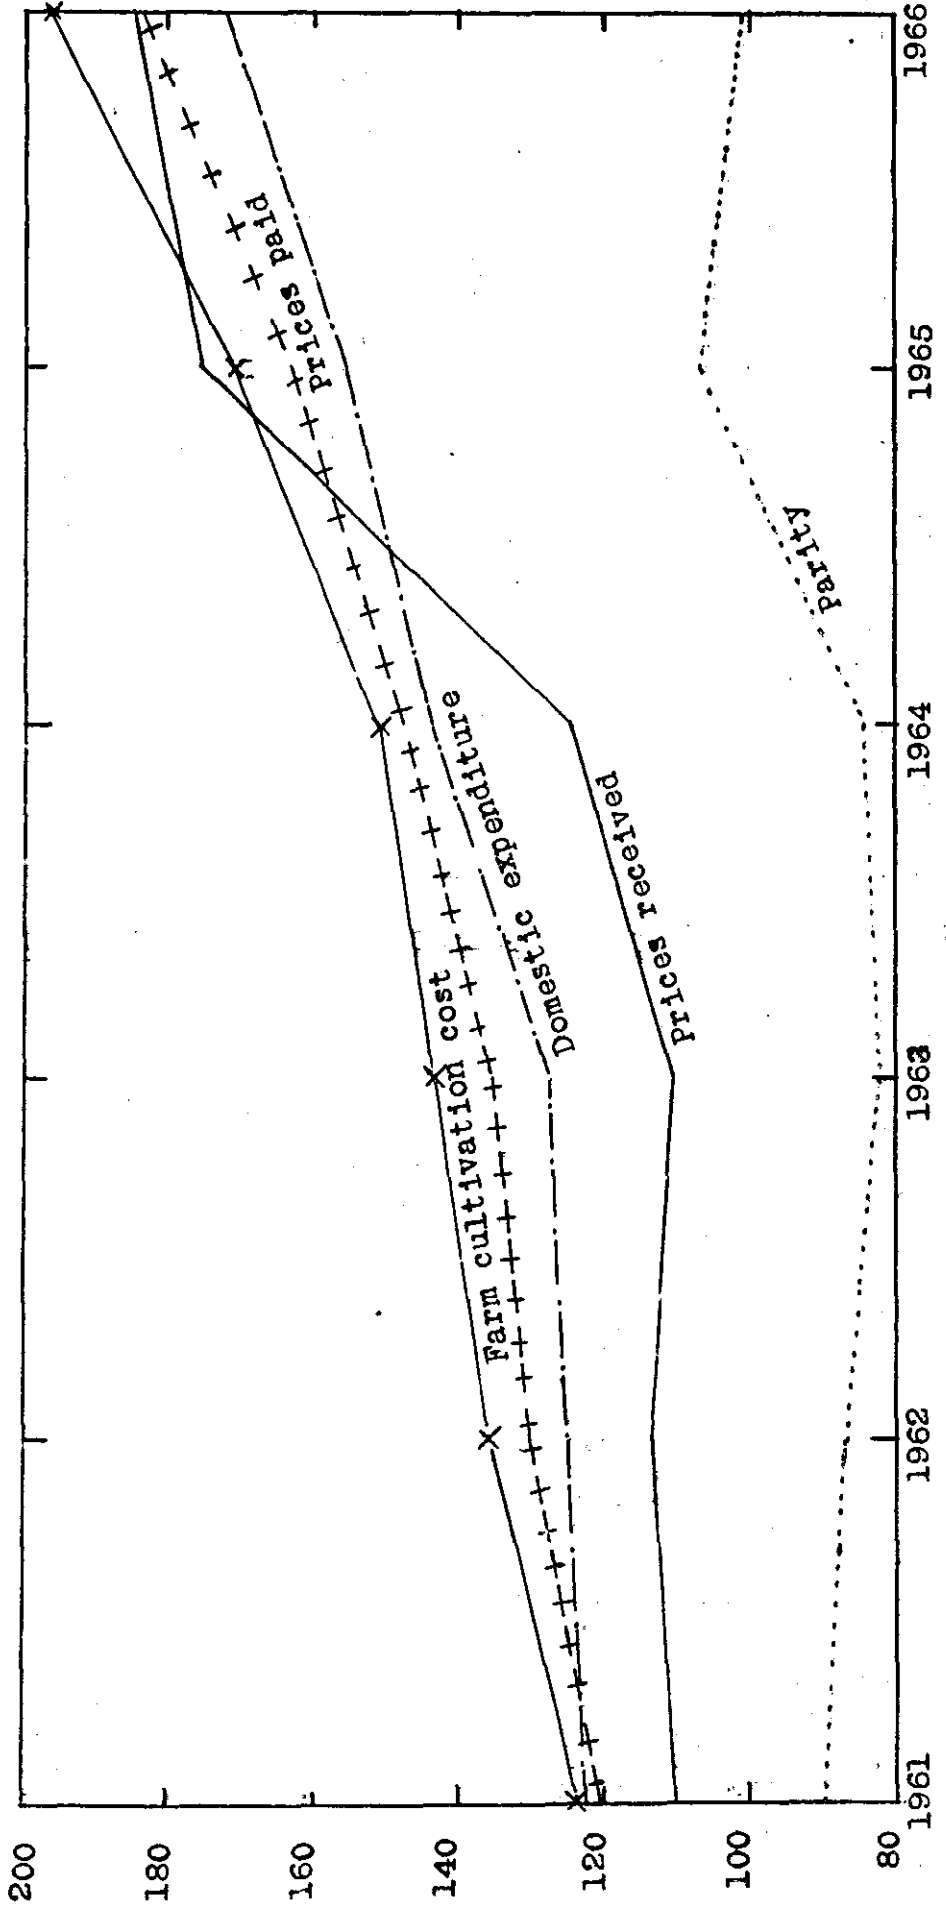 200
180
160
140
120
100
80
Farm cultivation cost
Prices paid
Domestic expenditure
Prices received
Parity
1961
1962
1963
1964
1965
1966